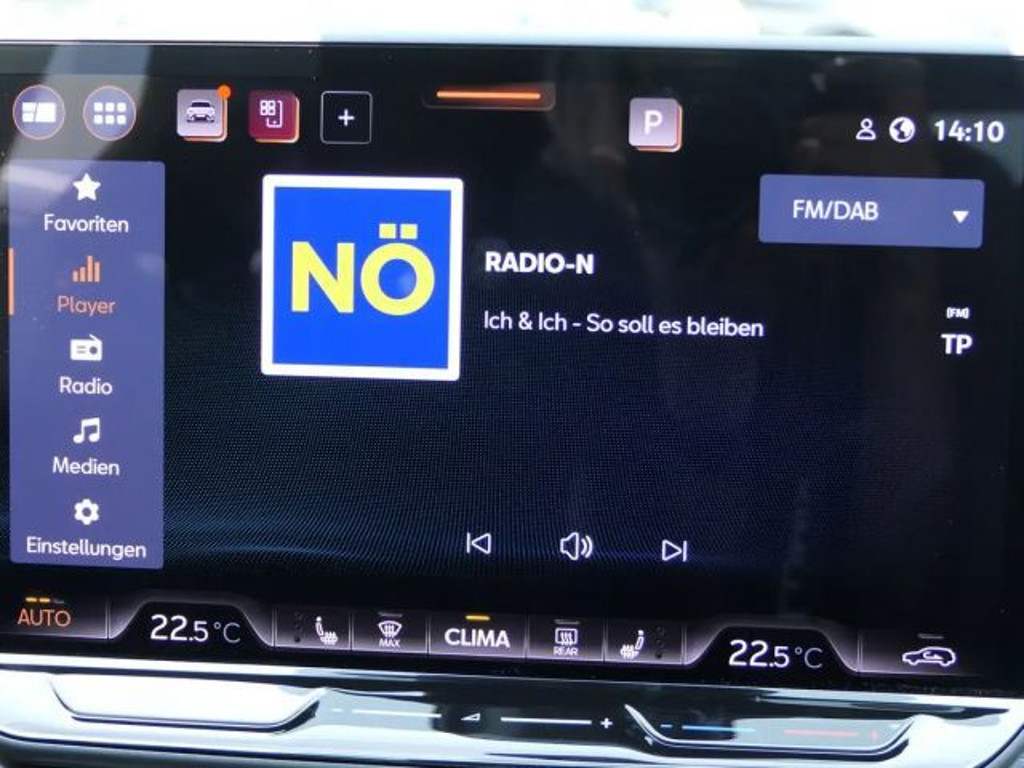 P
14:10
Favoriten
Player
Radio
Medien
Einstellungen
NÖ
RADIO-N
Ich & Ich - So soll es bleiben
FM/DAB
(FM)
TP
AUTO
22.5°C
MAX
CLIMA
REAR
22.5°C